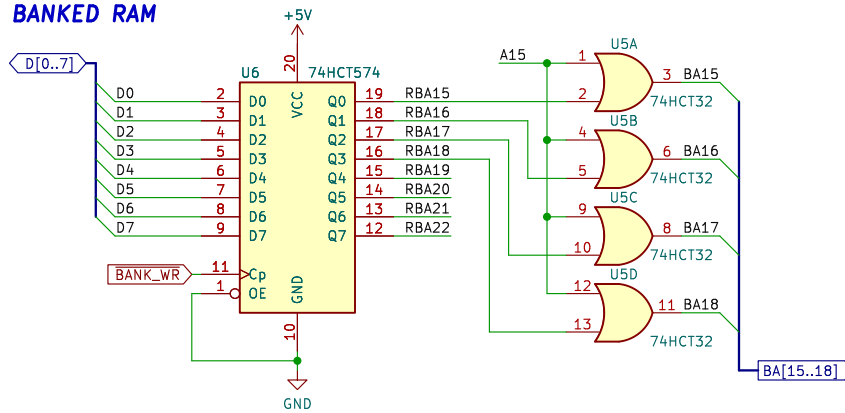 BANKED RAM
+5V
D[0..7]
U6
20
74HCT574
VCC
D0 2 D0 Q0 19 RBA15
D1 3 D1 Q1 18 RBA16
D2 4 D2 Q2 17 RBA17
D3 5 D3 Q3 16 RBA18
D4 6 D4 Q4 15 RBA19
D5 7 D5 Q5 14 RBA20
D6 8 D6 Q6 13 RBA21
D7 9 D7 Q7 12 RBA22
BANK_WR 11 Cp
1 OE
GND
10
GND
A15
U5A
1
2
3 BA15
74HCT32
U5B
4
5
6 BA16
74HCT32
U5C
9
10
8 BA17
74HCT32
U5D
12
13
11 BA18
74HCT32
BA[15..18]